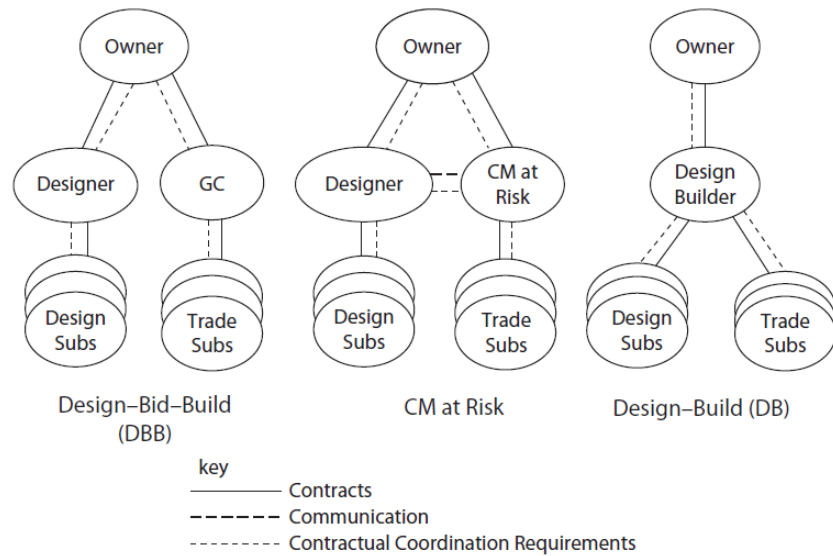 Owner
Designer
GC
Design
Subs
Trade
Subs
Design–Bid–Build
(DBB)
Owner
Designer
CM at
Risk
Design
Subs
Trade
Subs
CM at Risk
Owner
Design
Builder
Design
Subs
Trade
Subs
Design–Build (DB)
key
Contracts
Communication
Contractual Coordination Requirements